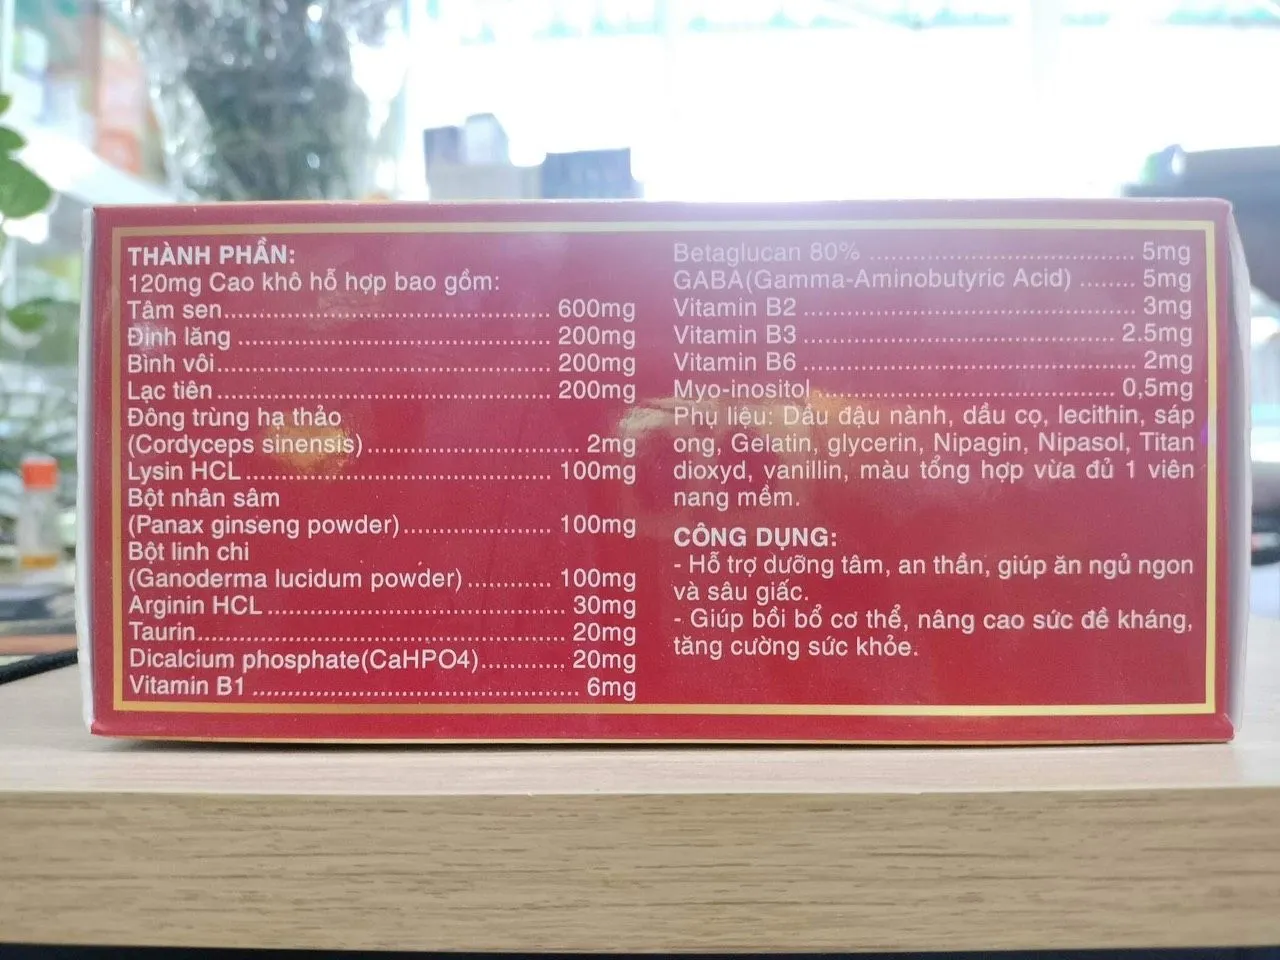 THÀNH PHẦN:
120mg Cao khô hỗ hợp bao gồm:
Tâm sen.................................................. 600mg
Đinh lăng ................................................ 200mg
Bình vôi................................................... 200mg
Lạc tiên .................................................... 200mg
Đông trùng hạ thảo
(Cordyceps sinensis)............................ 2mg
Lysin HCL .............................................. 100mg
Bột nhân sâm
(Panax ginseng powder)...................... 100mg
Bột linh chi
(Ganoderma lucidum powder)............ 100mg
Arginin HCL ............................................. 30mg
Taurin........................................................ 20mg
Dicalcium phosphate(CaHPO4)............ 20mg
Vitamin B1 ................................................. 6mg
Betaglucan 80% ........................................ 5mg
GABA(Gamma-Aminobutyric Acid) ........ 5mg
Vitamin B2 .................................................. 3mg
Vitamin B3 ............................................... 2.5mg
Vitamin B6 .................................................. 2mg
Myo-inositol.............................................. 0,5mg
Phụ liệu: Dầu đậu nành, dầu cọ, lecithin, sáp
ong, Gelatin, glycerin, Nipagin, Nipasol, Titan
dioxyd, vanillin, màu tổng hợp vừa đủ 1 viên
nang mềm.
CÔNG DỤNG:
- Hỗ trợ dưỡng tâm, an thần, giúp ăn ngủ ngon
và sâu giấc.
- Giúp bồi bổ cơ thể, nâng cao sức đề kháng,
tăng cường sức khỏe.